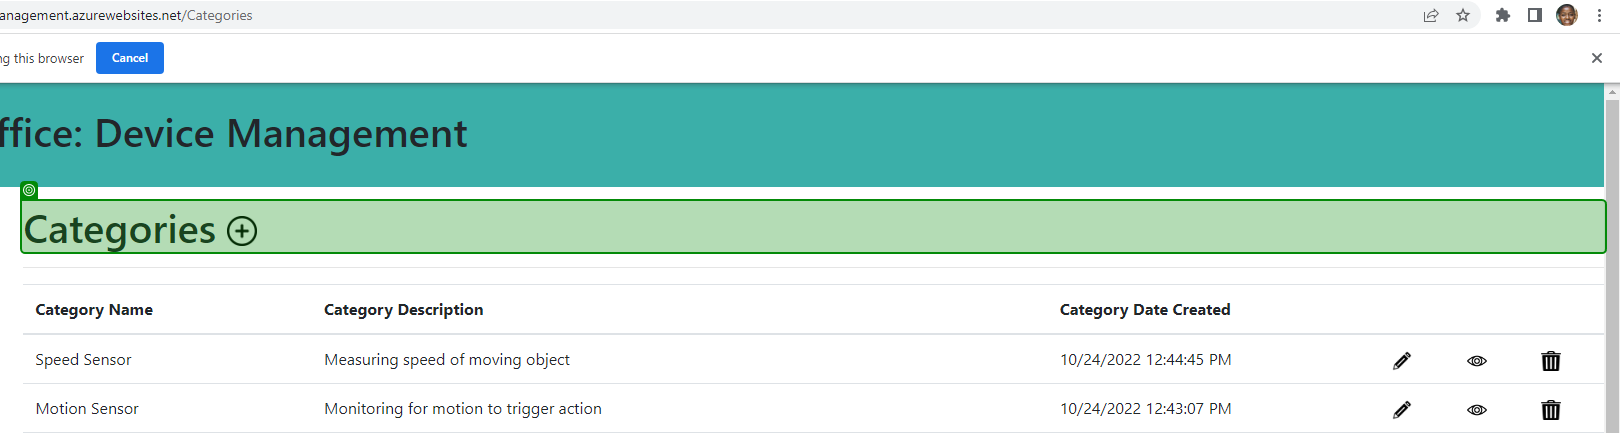 anagement.azurewebsites.net/Categories
ng this browser Cancel
ffice: Device Management
Categories
Category Name Category Description Category Date Created
Speed Sensor Measuring speed of moving object 10/24/2022 12:44:45 PM
Motion Sensor Monitoring for motion to trigger action 10/24/2022 12:43:07 PM